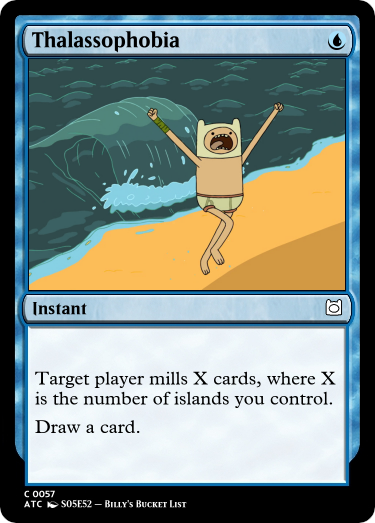 Thalassophobia
Instant
Target player mills X cards, where X
is the number of islands you control.
Draw a card.
C 0057
ATC S05E52 – Billy's Bucket List